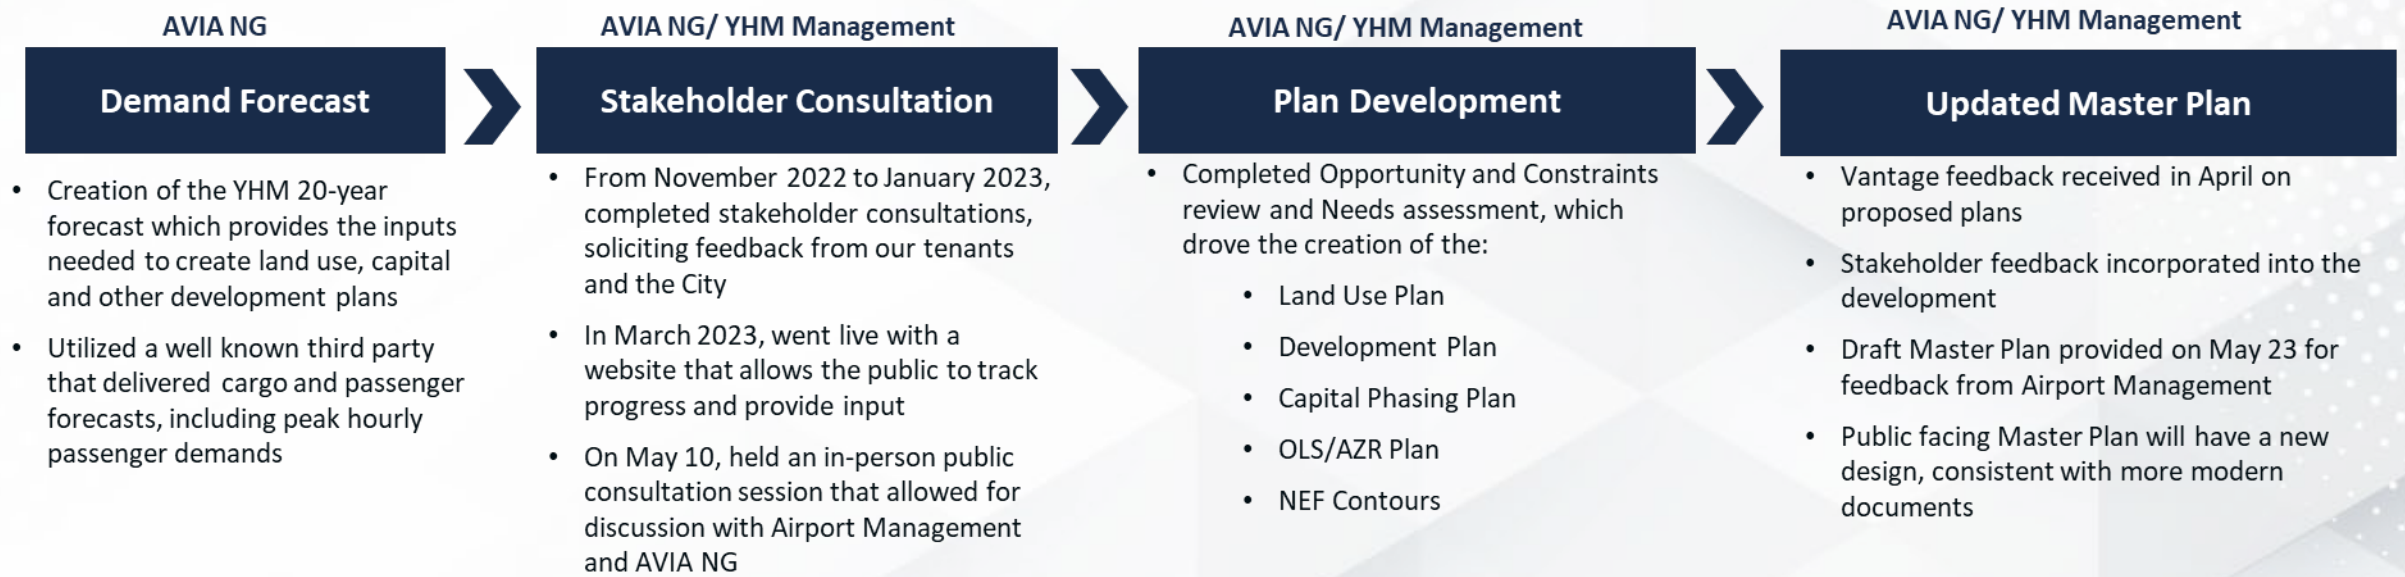 AVIA NG
Demand Forecast
• Creation of the YHM 20-year
forecast which provides the inputs
needed to create land use, capital
and other development plans
• Utilized a well known third party
that delivered cargo and passenger
forecasts, including peak hourly
passenger demands
AVIA NG/ YHM Management
Stakeholder Consultation
• From November 2022 to January 2023,
completed stakeholder consultations,
soliciting feedback from our tenants
and the City
• In March 2023, went live with a
website that allows the public to track
progress and provide input
• On May 10, held an in-person public
consultation session that allowed for
discussion with Airport Management
and AVIA NG
AVIA NG/ YHM Management
Plan Development
• Completed Opportunity and Constraints
review and Needs assessment, which
drove the creation of the:
• Land Use Plan
• Development Plan
• Capital Phasing Plan
• OLS/AZR Plan
• NEF Contours
AVIA NG/ YHM Management
Updated Master Plan
• Vantage feedback received in April on
proposed plans
• Stakeholder feedback incorporated into the
development
• Draft Master Plan provided on May 23 for
feedback from Airport Management
• Public facing Master Plan will have a new
design, consistent with more modern
documents